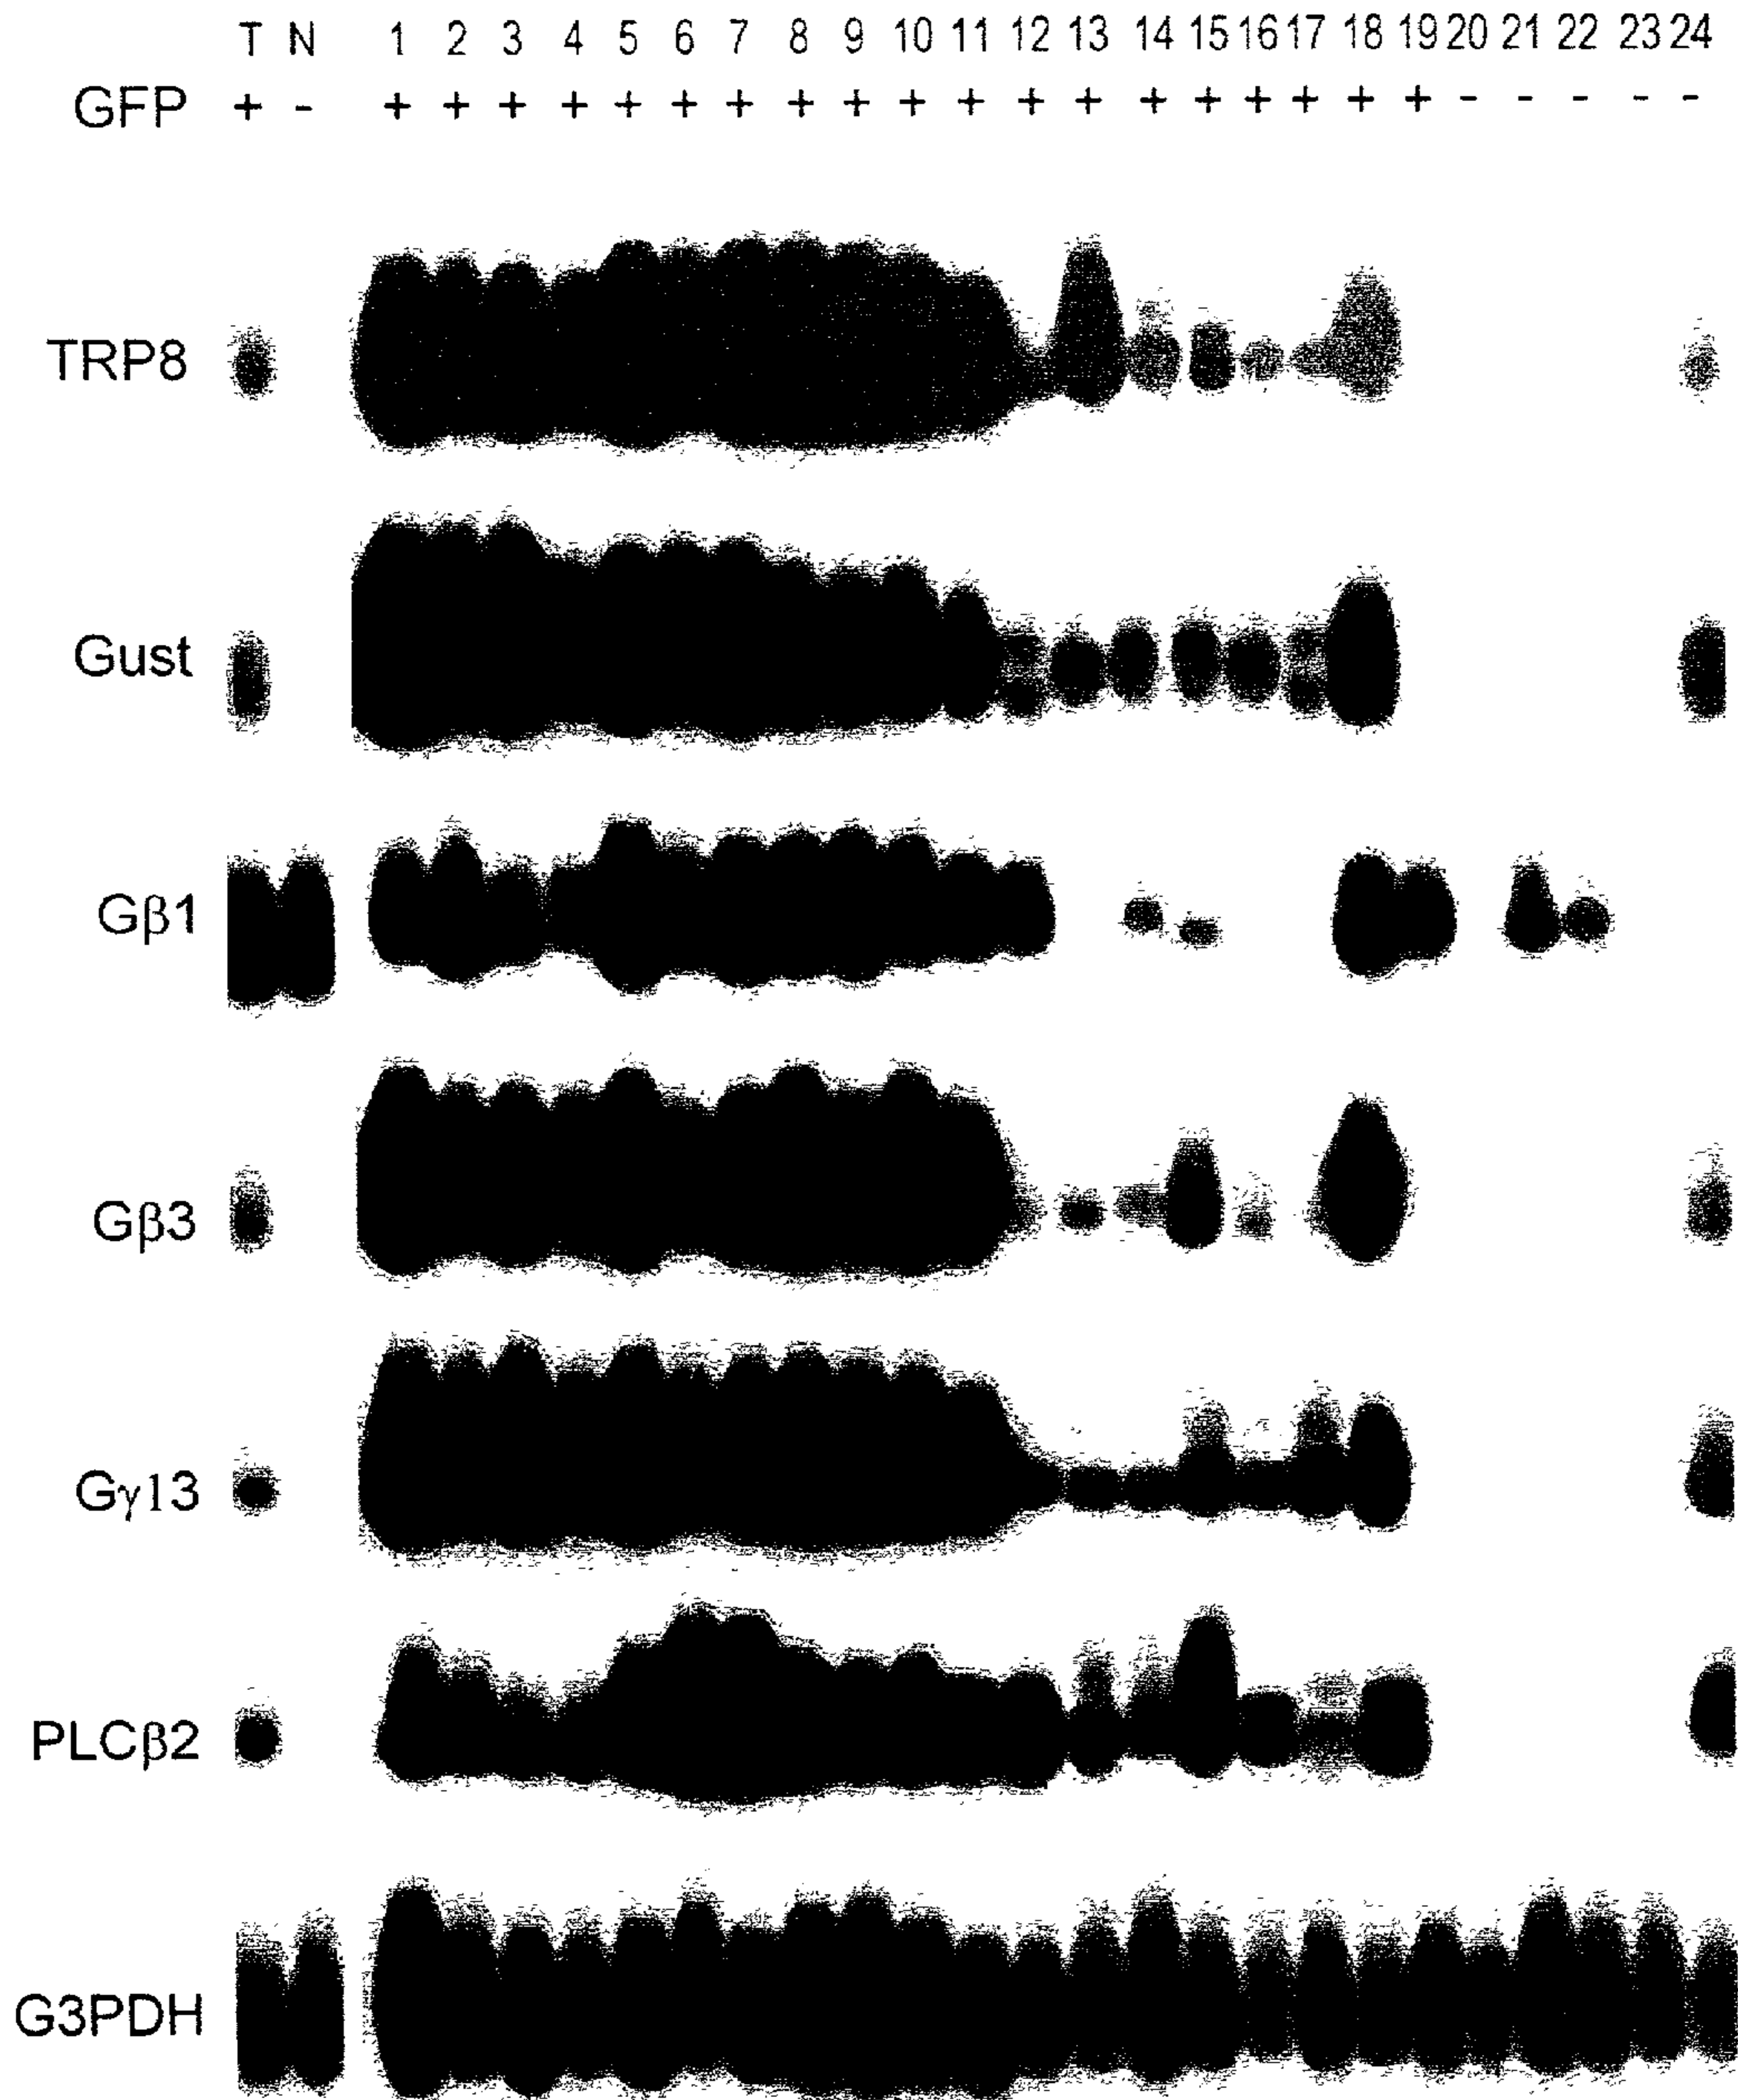 T N 1 2 3 4 5 6 7 8 9 10 11 12 13 14 15 16 17 18 19 20 21 22 23 24
GFP + - + + + + + + + + + + + + + + + + + + + - - - - -
TRP8
Gust
Gβ1
Gβ3
Gγ13
PLCβ2
G3PDH